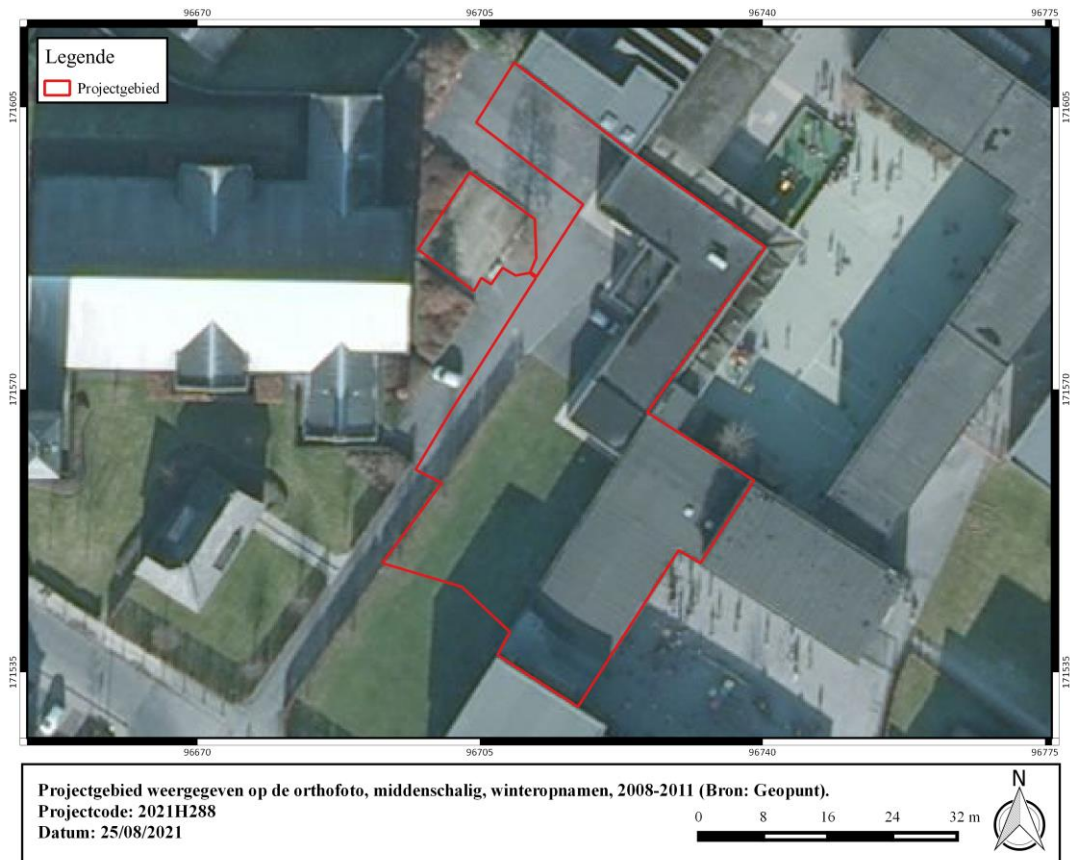 96670 96705 96740 96775
Legende
Projectgebied
171605 171605
171570 171570
171535 171535
96670 96705 96740 96775
Projectgebied weergegeven op de orthofoto, middenschalig, winteropnamen, 2008-2011 (Bron: Geopunt).
Projectcode: 2021H288
Datum: 25/08/2021
0 8 16 24 32 m
N